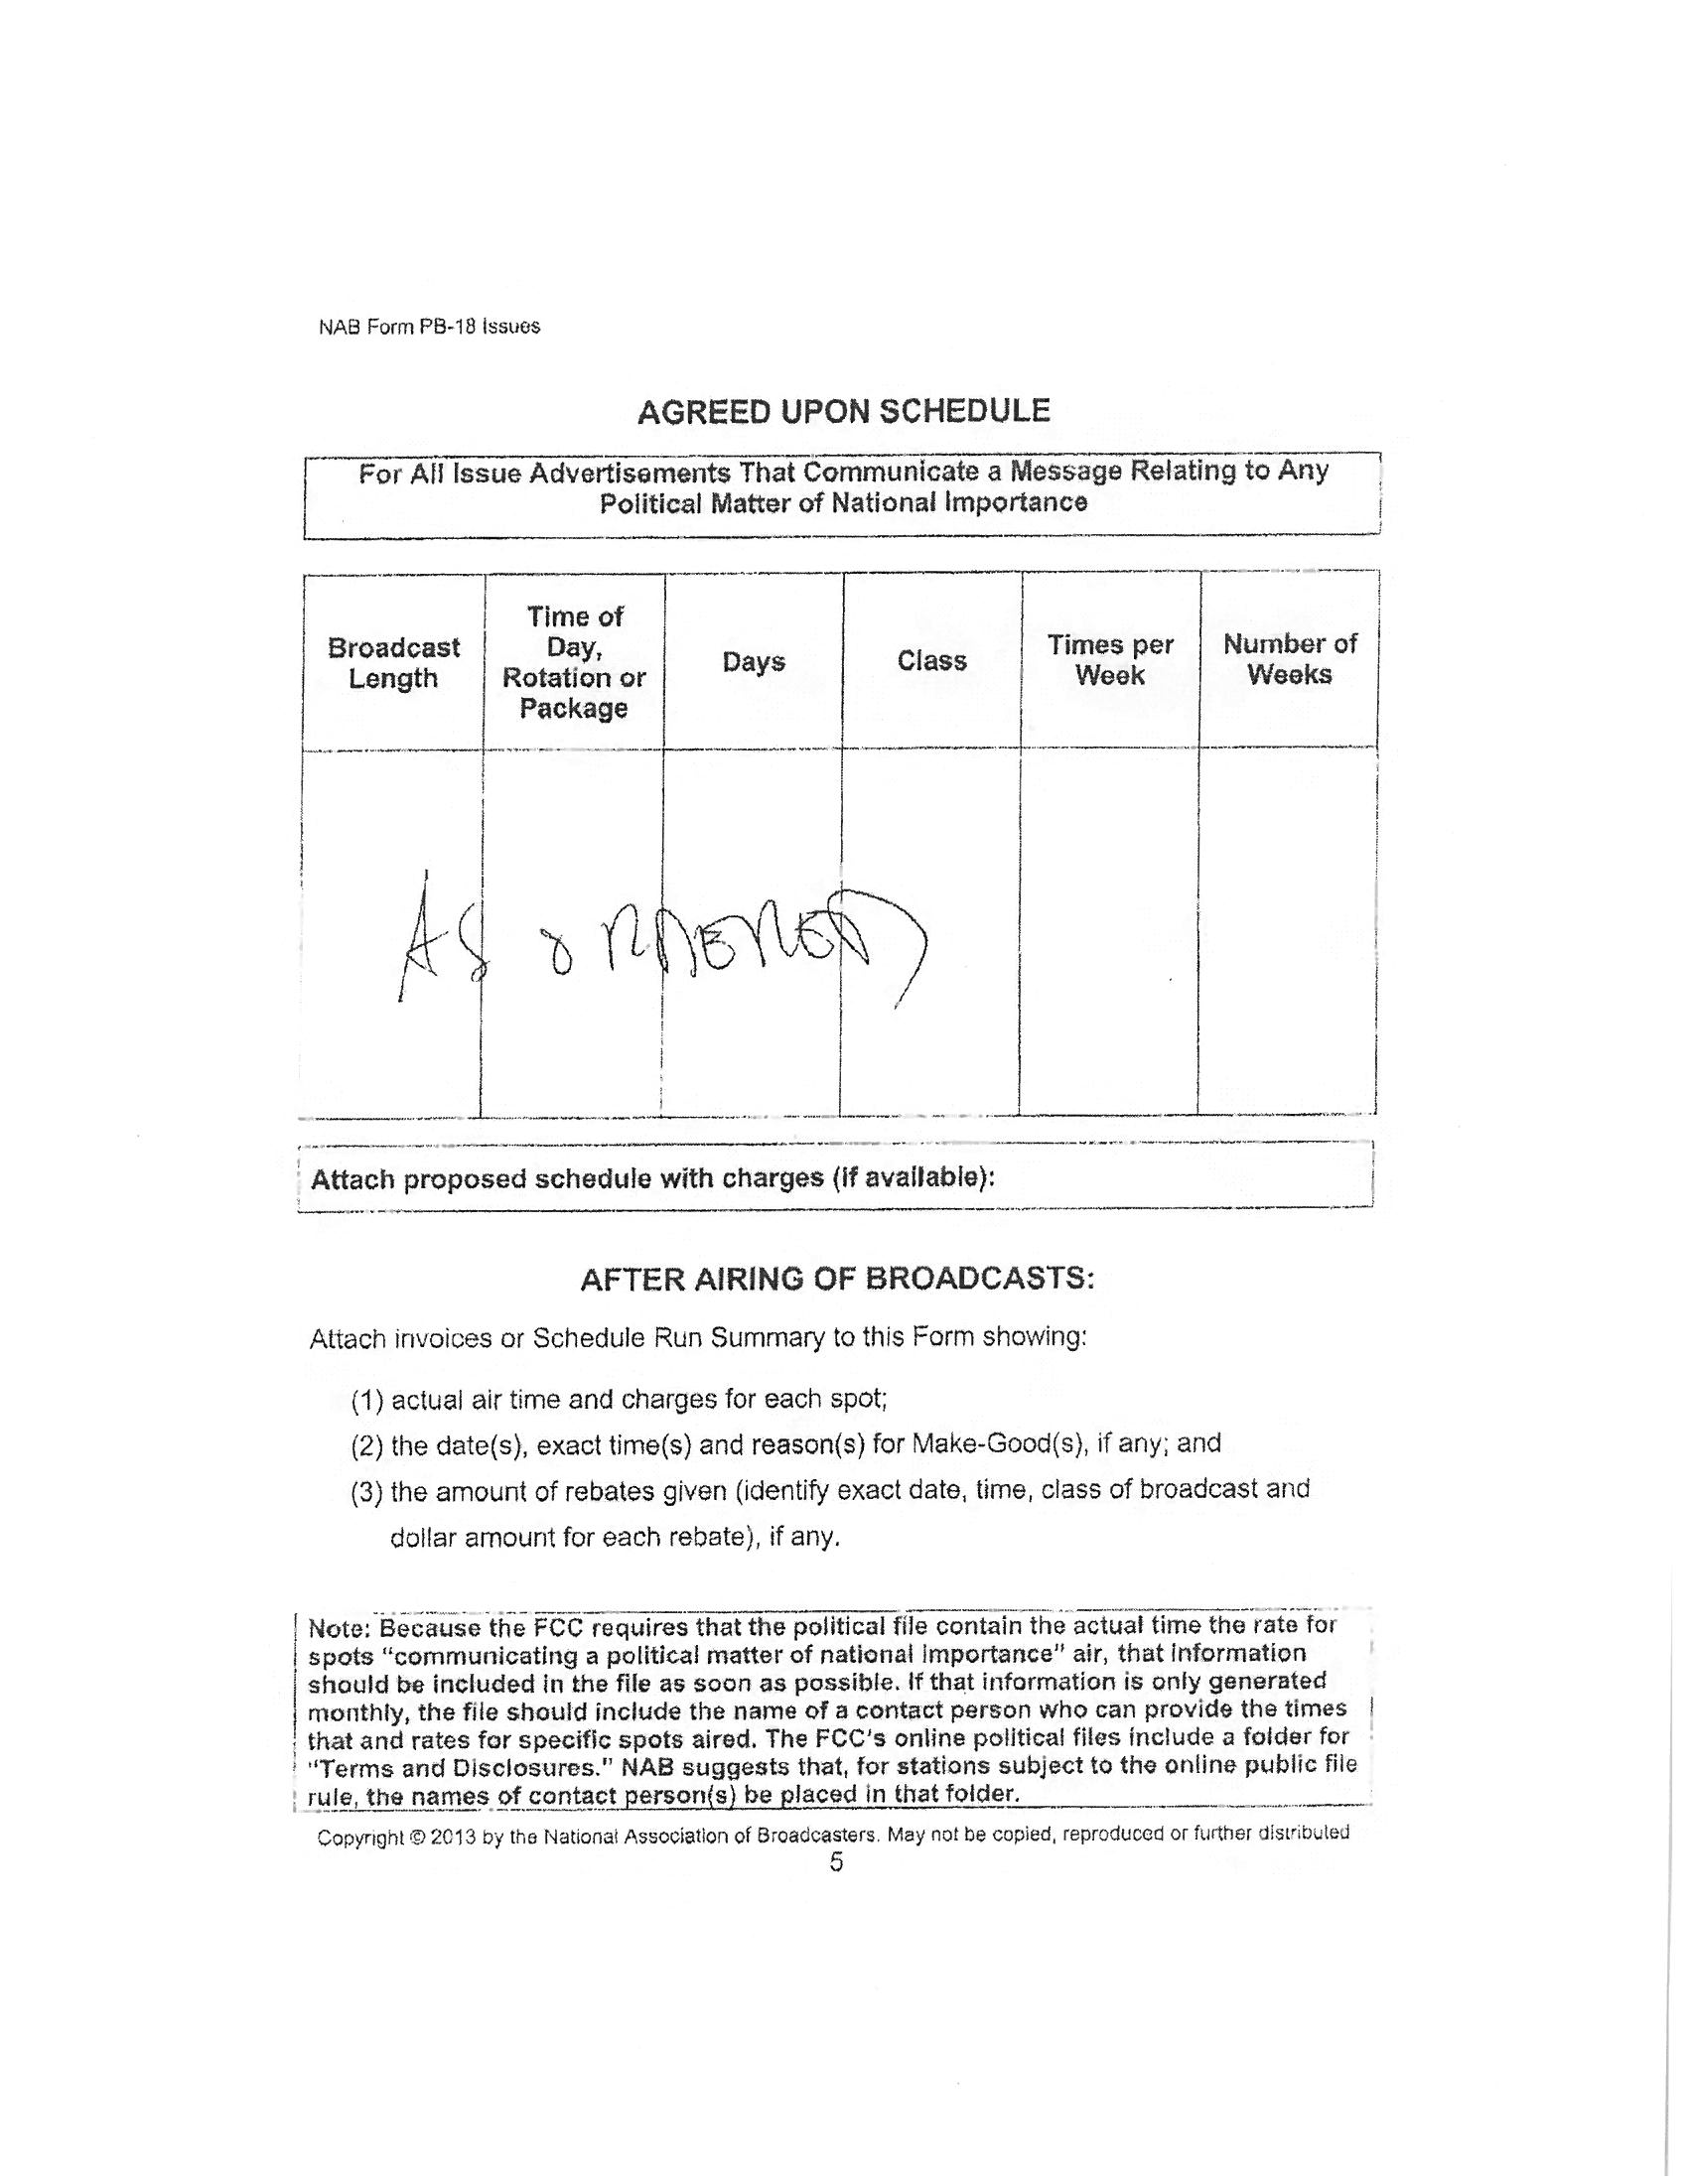 NAB Form PB-18 Issues
AGREED UPON SCHEDULE
For All Issue Advertisements That Communicate a Message Relating to Any
Political Matter of National Importance
Broadcast
Length
Time of
Day,
Rotation or
Package
Days
Class
Times per
Week
Number of
Weeks
AS ORDERED
Attach proposed schedule with charges (if available):
AFTER AIRING OF BROADCASTS:
Attach invoices or Schedule Run Summary to this Form showing:
(1) actual air time and charges for each spot;
(2) the date(s), exact time(s) and reason(s) for Make-Good(s), if any; and
(3) the amount of rebates given (identify exact date, time, class of broadcast and
dollar amount for each rebate), if any.
Note: Because the FCC requires that the political file contain the actual time the rate for
spots "communicating a political matter of national importance" air, that information
should be included in the file as soon as possible. If that information is only generated
monthly, the file should include the name of a contact person who can provide the times
that and rates for specific spots aired. The FCC's online political files include a folder for
"Terms and Disclosures." NAB suggests that, for stations subject to the online public file
rule, the names of contact person(s) be placed in that folder.
Copyright © 2013 by the National Association of Broadcasters. May not be copied, reproduced or further distributed
5